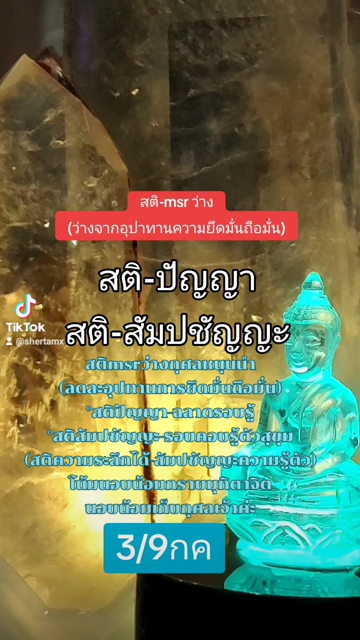 สติ-msr ว่าง
(ว่างจากอุปาทานความยึดมั่นถือมั่น)
สติ-ปัญญา
สติ-สัมปชัญญะ
TikTok
@shertamx
สติmsrว่างกุศลหนุนนำ
(ลดละอุปทานการยึดมั่นถือมั่น)
*สติปัญญา-ฉลาดรอบรู้
*สติสัมปชัญญะ-รอบคอบรู้ตัวสุขุม
(สติความระลึกได้-สัมปชัญญะความรู้ตัว)
โน้มนอบน้อมกราบมุทิตาจิต
นอบน้อมเก็บกุศลเจ้าค่ะ
3/9กค